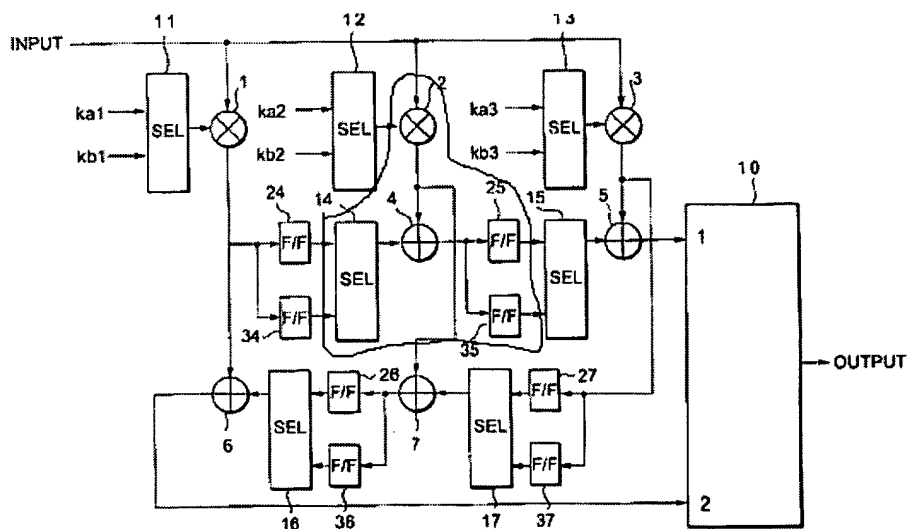 11
12
13
INPUT
1
2
3
ka1
SEL
kb1
ka2
SEL
kb2
ka3
SEL
kb3
10
24
14
4
25
15
5
F/F
SEL
F/F
SEL
1
F/F
F/F
34
35
OUTPUT
26
27
F/F
F/F
SEL
SEL
6
7
F/F
F/F
2
16
36
17
37